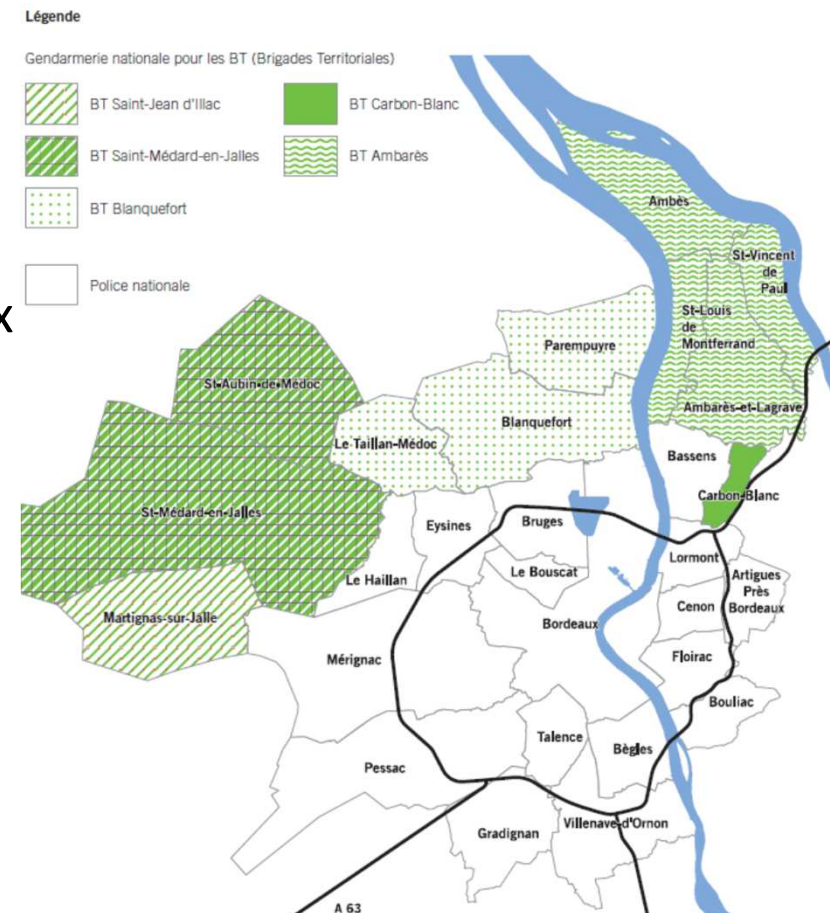 Légende
Gendarmerie nationale pour les BT (Brigades Territoriales)
BT Saint-Jean d'Illac
BT Carbon-Blanc
BT Saint-Médard-en-Jalles
BT Ambarès
BT Blanquefort
Police nationale
x
Ambès
St-Vincent
de
Paul
St-Louis
de
Montferrand
Parempuyre
St-Aubin-de-Médoc
Ambarès-et-Lagrave
Blanquefort
Le Taillan-Médoc
Bassens
Carbon-Blanc
St-Médard-en-Jalles
Eysines
Bruges
Lormont
Le Bouscat
Le Haillan
Artigues
Près
Bordeaux
Cenon
Martignas-sur-Jalle
Bordeaux
Mérignac
Floirac
Bouliac
Talence
Bègles
Pessac
Gradignan
Villenave-d'Ornon
A 63